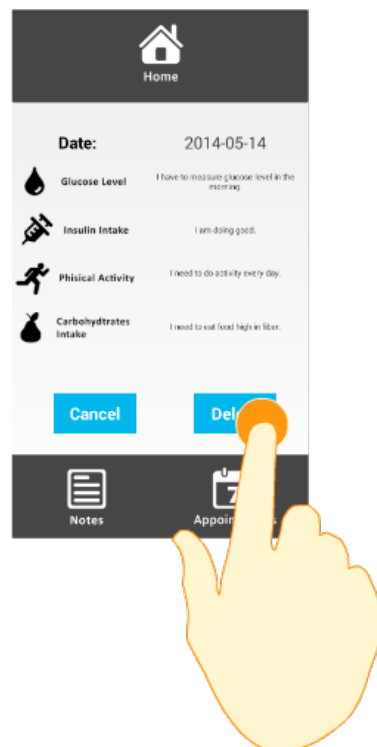 Home
Date: 2014-05-14
Glucose Level I have to measure glucose level in the
morning.
Insulin Intake I am doing good.
Phisical Activity I need to do activity every day.
Carbohydtrates
Intake I need to eat food high in fiber.
Cancel
7
Notes